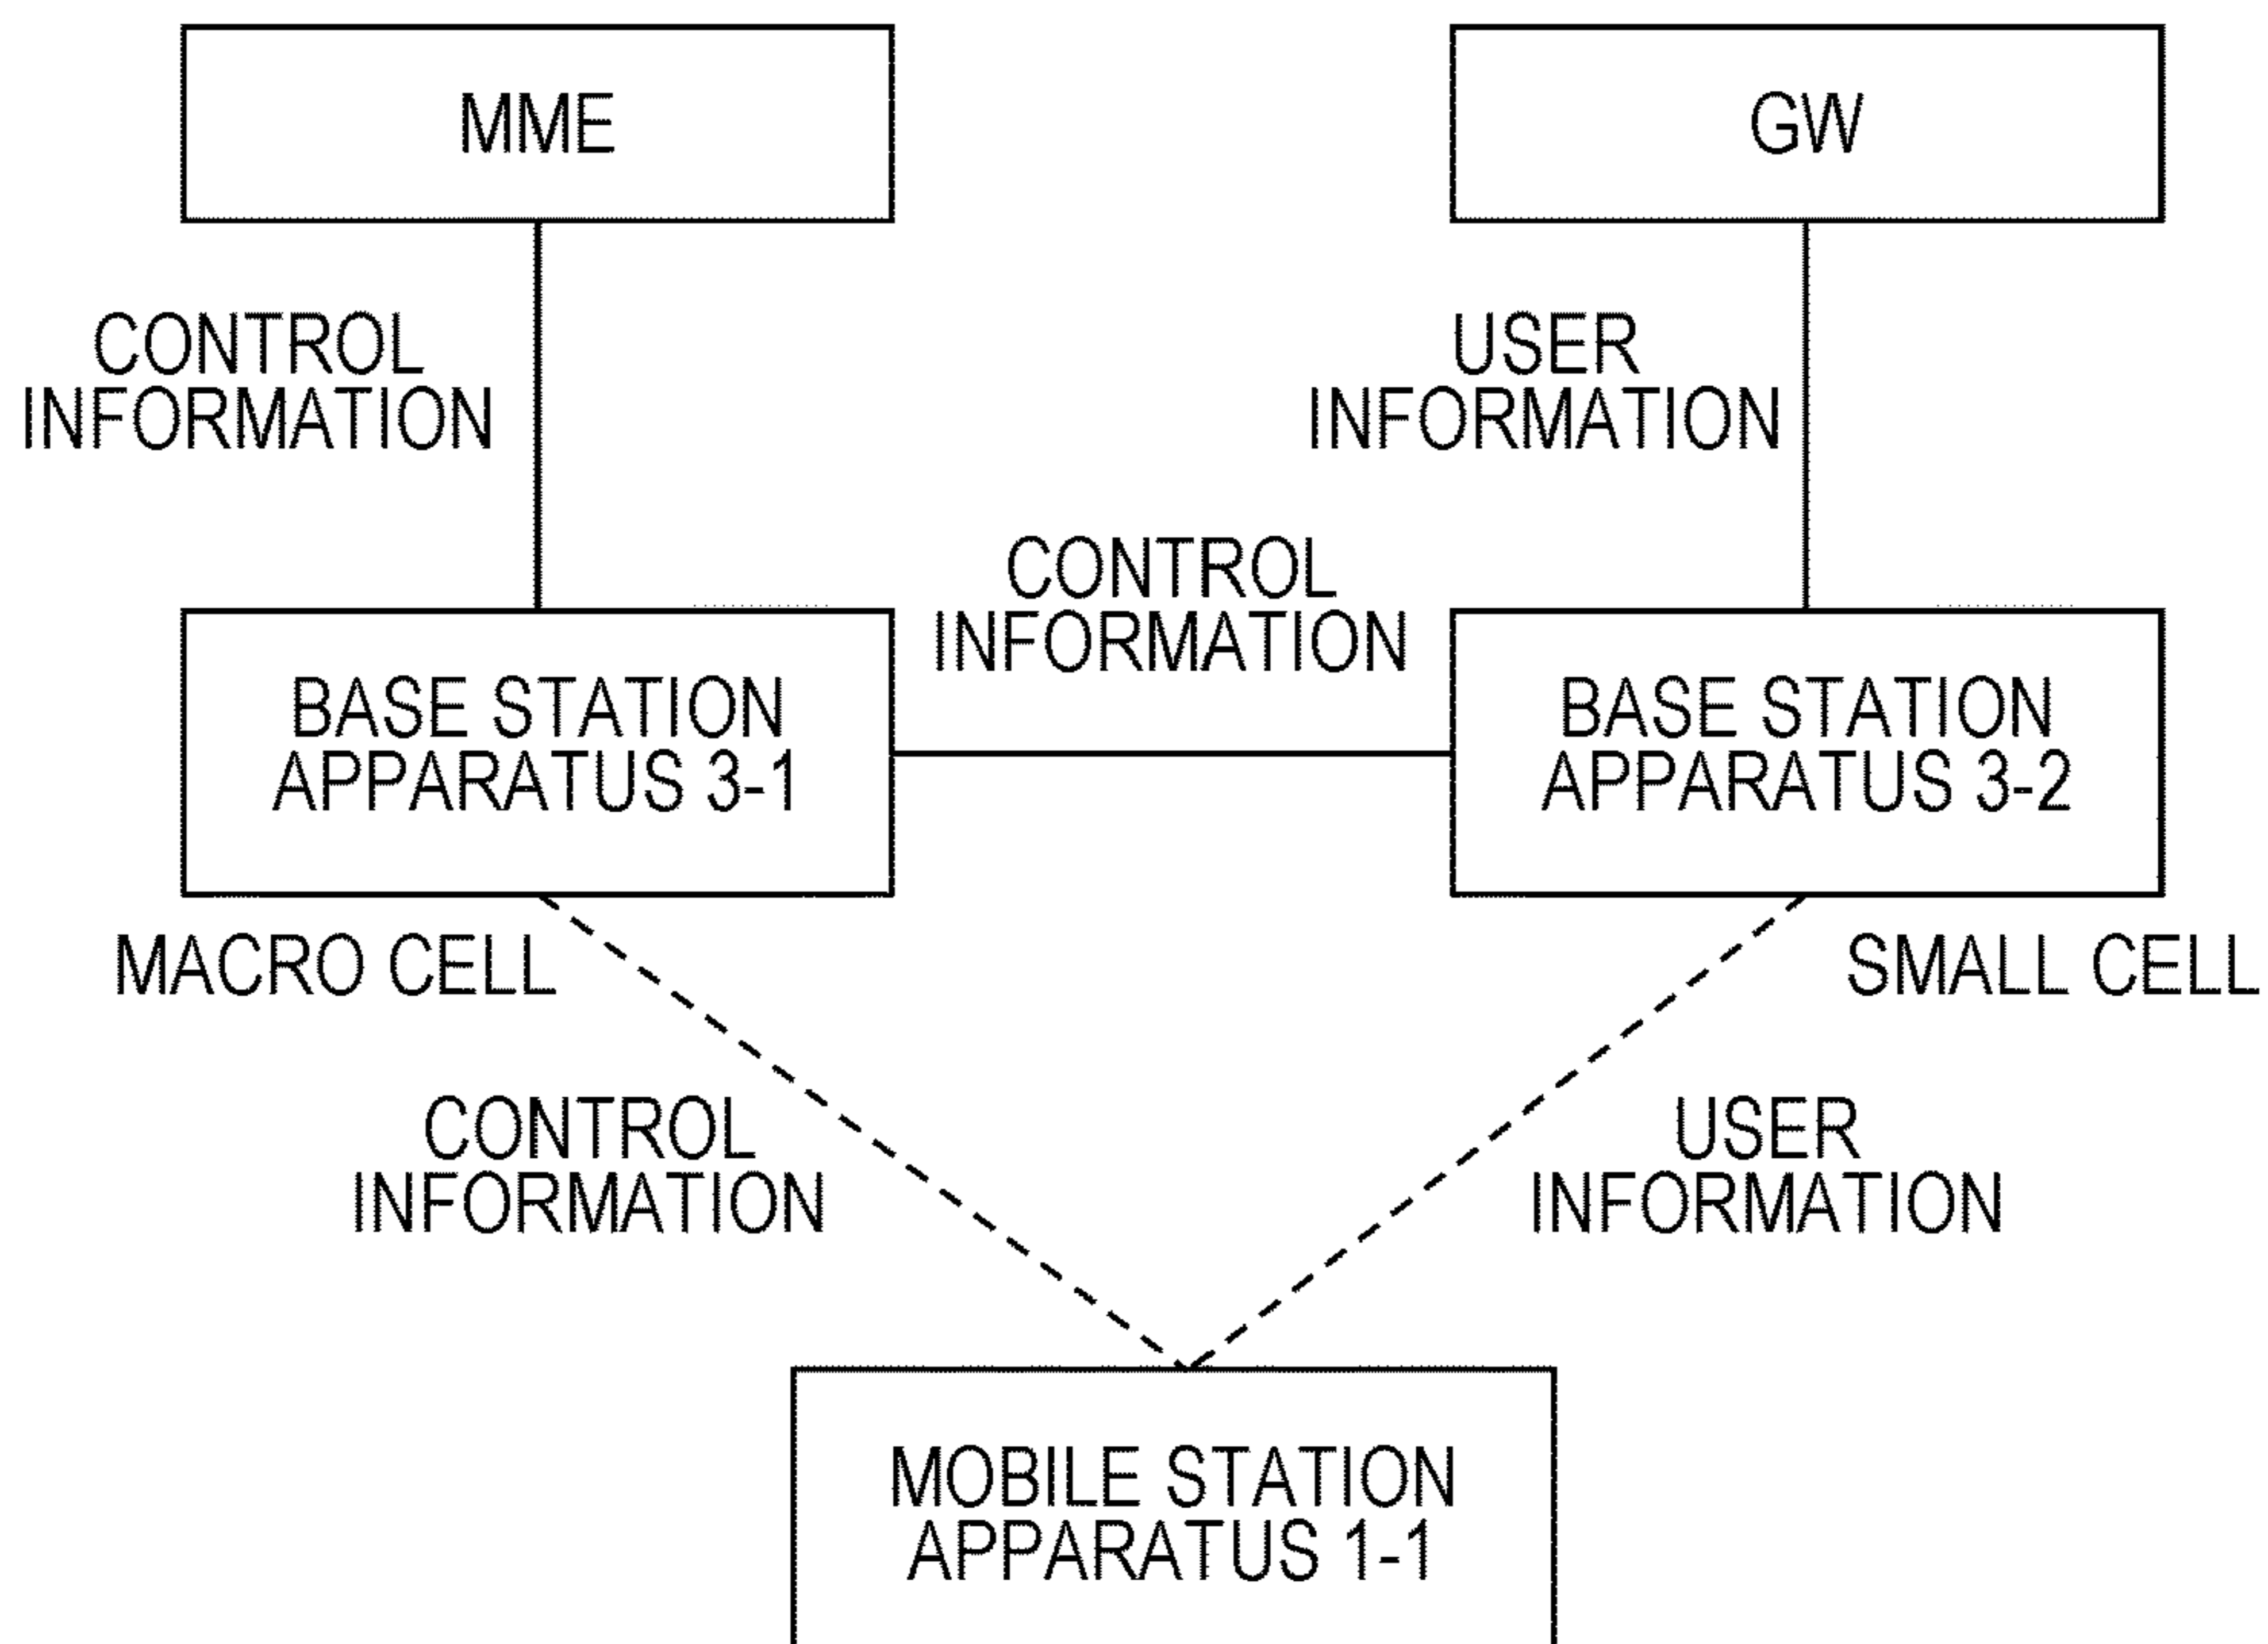 MME
GW
CONTROL
INFORMATION
USER
INFORMATION
CONTROL
INFORMATION
BASE STATION
APPARATUS 3-1
BASE STATION
APPARATUS 3-2
MACRO CELL
SMALL CELL
CONTROL
INFORMATION
USER
INFORMATION
MOBILE STATION
APPARATUS 1-1